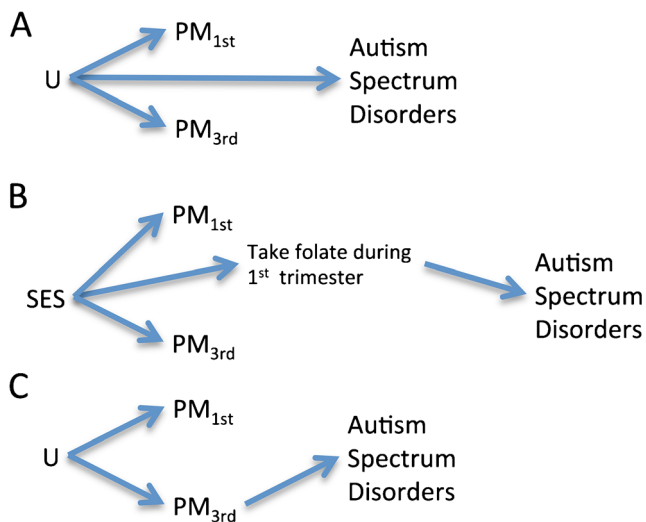 A
PM1st
U
Autism
Spectrum
Disorders
PM3rd
B
PM1st
Take folate during
1st trimester
SES
Autism
Spectrum
Disorders
PM3rd
C
PM1st
U
Autism
Spectrum
Disorders
PM3rd